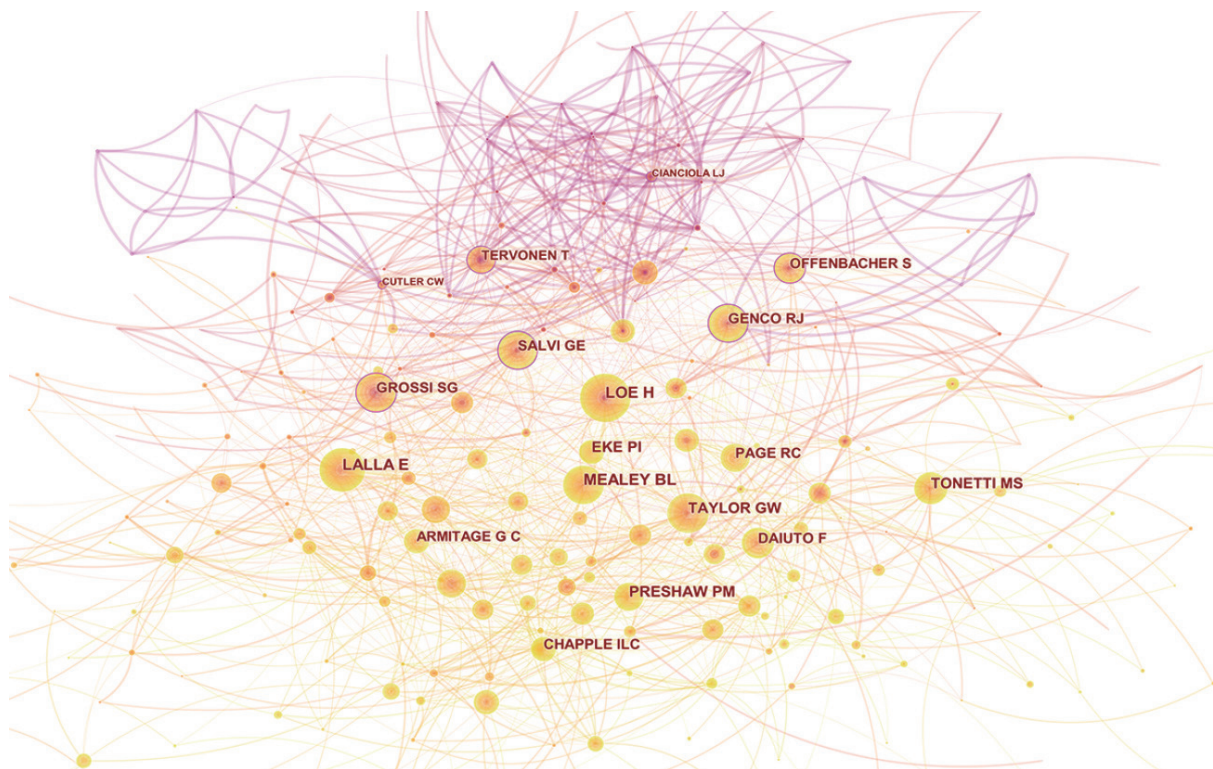 CIANCIOLA LJ
TERVONEN T
OFFENBACHER S
CUTLER CW
GENCO RJ
SALVI GE
GROSSI SG
LOE H
EKE PI
PAGE RC
LALLA E
MEALEY BL
TONETTI MS
TAYLOR GW
ARMITAGE G C
DAIUTO F
PRESHAW PM
CHAPPLE ILC